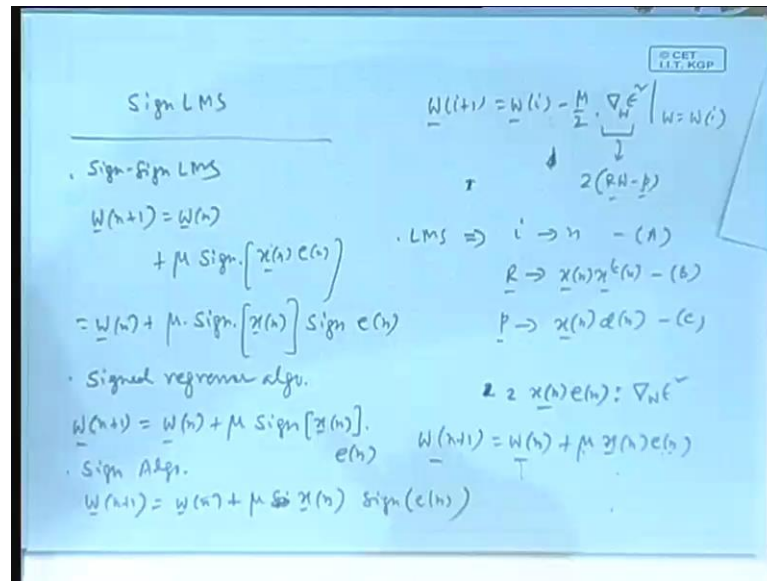 © CET
I.I.T. KGP
Sign LMS
. Sign-Sign LMS
W(n+1) = W(n)
+ μ Sign.[x(n) e(n)]
= W(n) + μ. Sign.[x(n)] Sign e(n)
. Signed regressor algo.
W(n+1) = W(n) + μ Sign[x(n)].
e(n)
. Sign Algo.
W(n+1) = W(n) + μ x(n) Sign(e(n))
W(i+1) = W(i) - μ/2 . ∇_W ε² | W = W(i)
↓
2(RW-p)
. LMS ⇒ i → n - (A)
R → x(n) x^t(n) - (B)
p → x(n) d(n) - (C)
2 x(n) e(n) : ∇_W ε²
W(n+1) = W(n) + μ x(n) e(n)